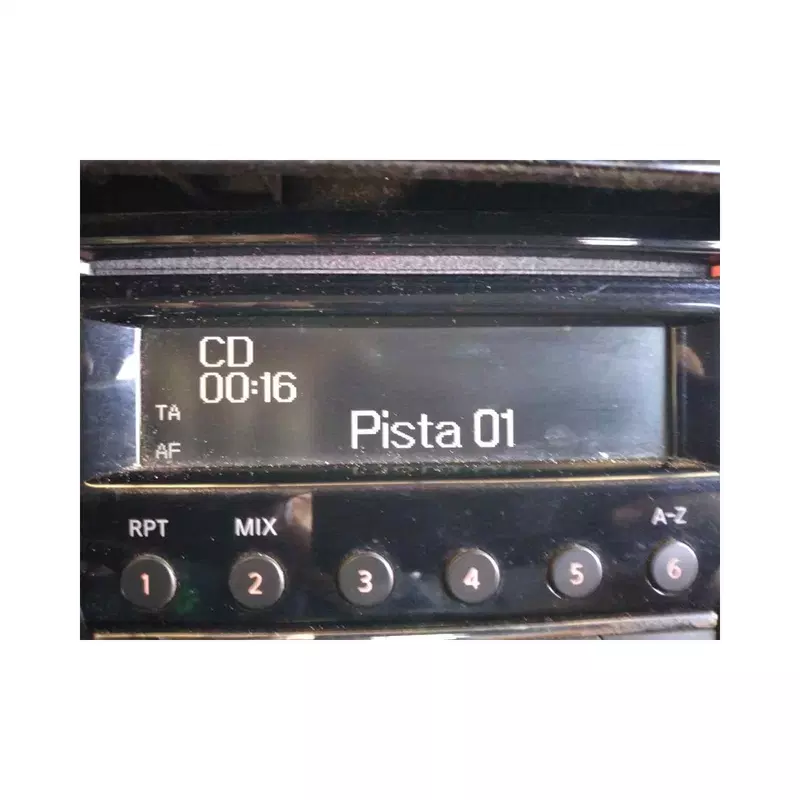 CD
00:16
TA
Pista 01
AF
RPT MIX A-Z
1 2 3 4 5 6